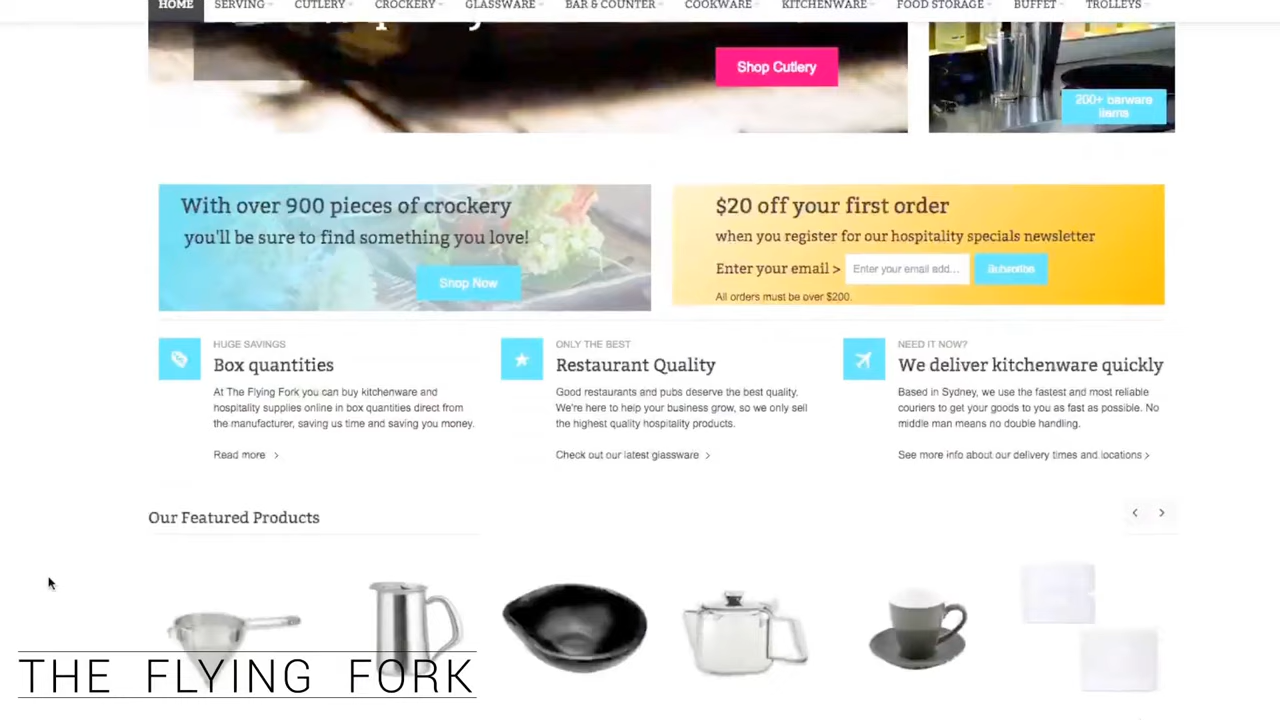 HOME SERVING CUTLERY CROCKERY GLASSWARE BAR & COUNTER COOKWARE KITCHENWARE FOOD STORAGE BUFFET TROLLEYS
Shop Cutlery
200+ barware
items
With over 900 pieces of crockery
you'll be sure to find something you love!
Shop Now
$20 off your first order
when you register for our hospitality specials newsletter
Enter your email > Enter your email add... Subscribe
All orders must be over $200.
HUGE SAVINGS
Box quantities
At The Flying Fork you can buy kitchenware and
hospitality supplies online in box quantities direct from
the manufacturer, saving us time and saving you money.
Read more >
ONLY THE BEST
Restaurant Quality
Good restaurants and pubs deserve the best quality.
We're here to help your business grow, so we only sell
the highest quality hospitality products.
Check out our latest glassware >
NEED IT NOW?
We deliver kitchenware quickly
Based in Sydney, we use the fastest and most reliable
couriers to get your goods to you as fast as possible. No
middle man means no double handling.
See more info about our delivery times and locations >
Our Featured Products
THE FLYING FORK